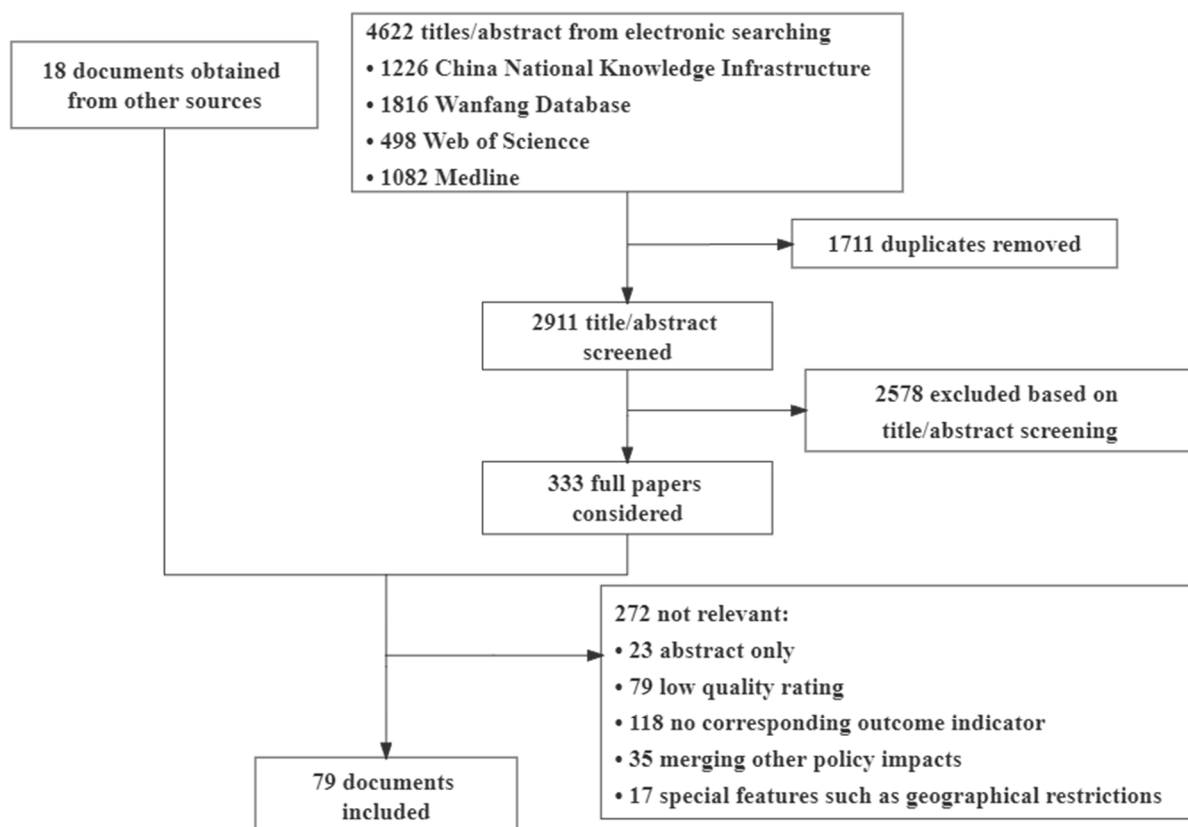 4622 titles/abstract from electronic searching
• 1226 China National Knowledge Infrastructure
• 1816 Wanfang Database
• 498 Web of Sciencce
• 1082 Medline
18 documents obtained
from other sources
1711 duplicates removed
2911 title/abstract
screened
2578 excluded based on
title/abstract screening
333 full papers
considered
272 not relevant:
• 23 abstract only
• 79 low quality rating
• 118 no corresponding outcome indicator
• 35 merging other policy impacts
• 17 special features such as geographical restrictions
79 documents
included